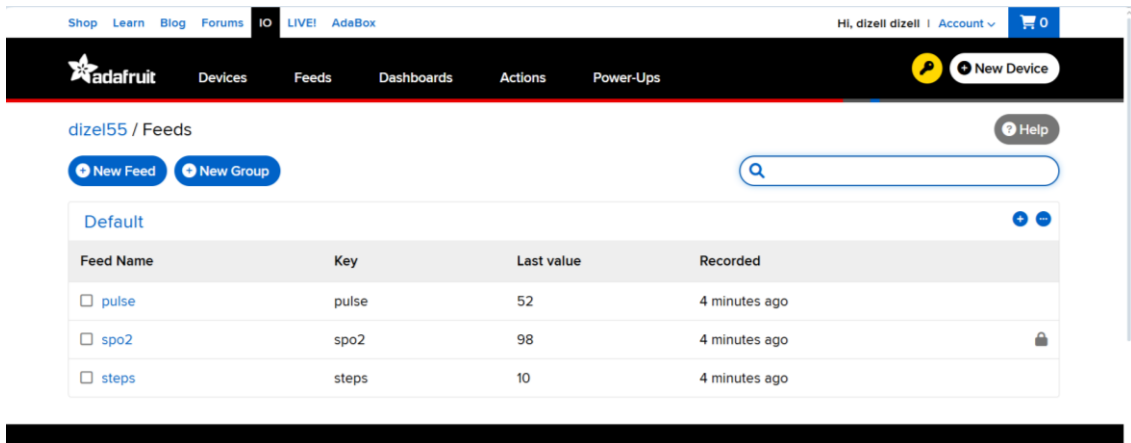 Shop Learn Blog Forums IO LIVE! AdaBox Hi, dizell dizell | Account 0
adafruit Devices Feeds Dashboards Actions Power-Ups New Device
dizel55 / Feeds Help
New Feed New Group
Default
Feed Name Key Last value Recorded
pulse pulse 52 4 minutes ago
spo2 spo2 98 4 minutes ago
steps steps 10 4 minutes ago